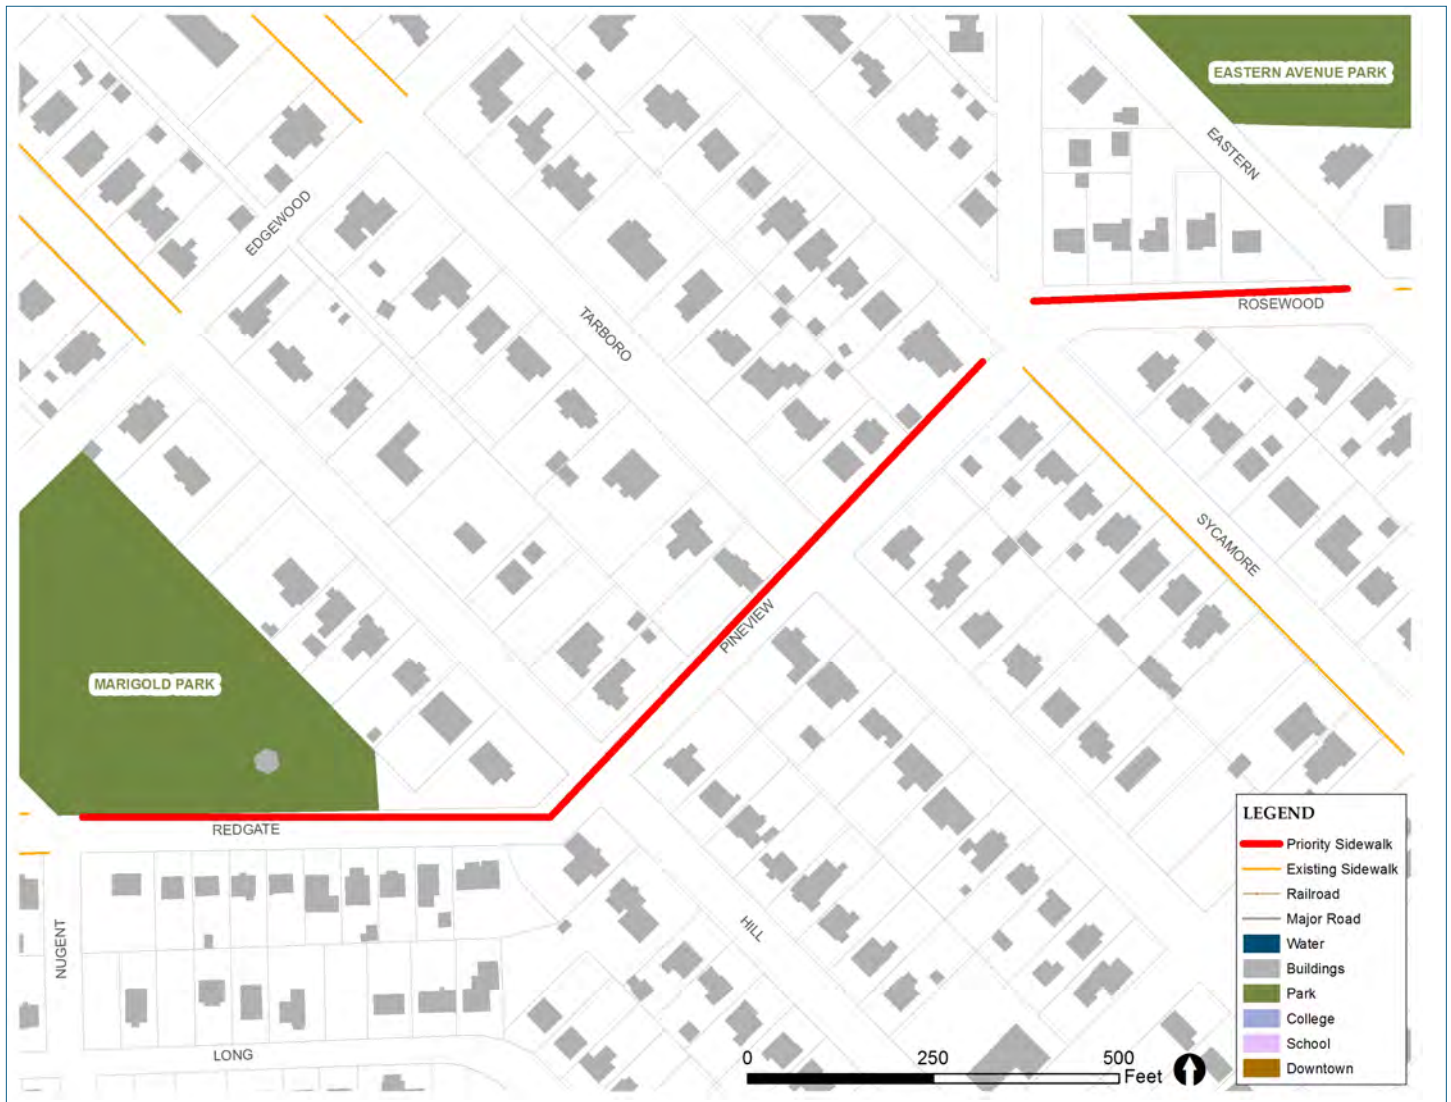 EASTERN AVENUE PARK
EASTERN
EDGEWOOD
ROSEWOOD
TARBORO
SYCAMORE
PINEVIEW
MARIGOLD PARK
REDGATE
NUGENT
HILL
LONG
LEGEND
Priority Sidewalk
Existing Sidewalk
Railroad
Major Road
Water
Buildings
Park
College
School
Downtown
0 250 500
Feet